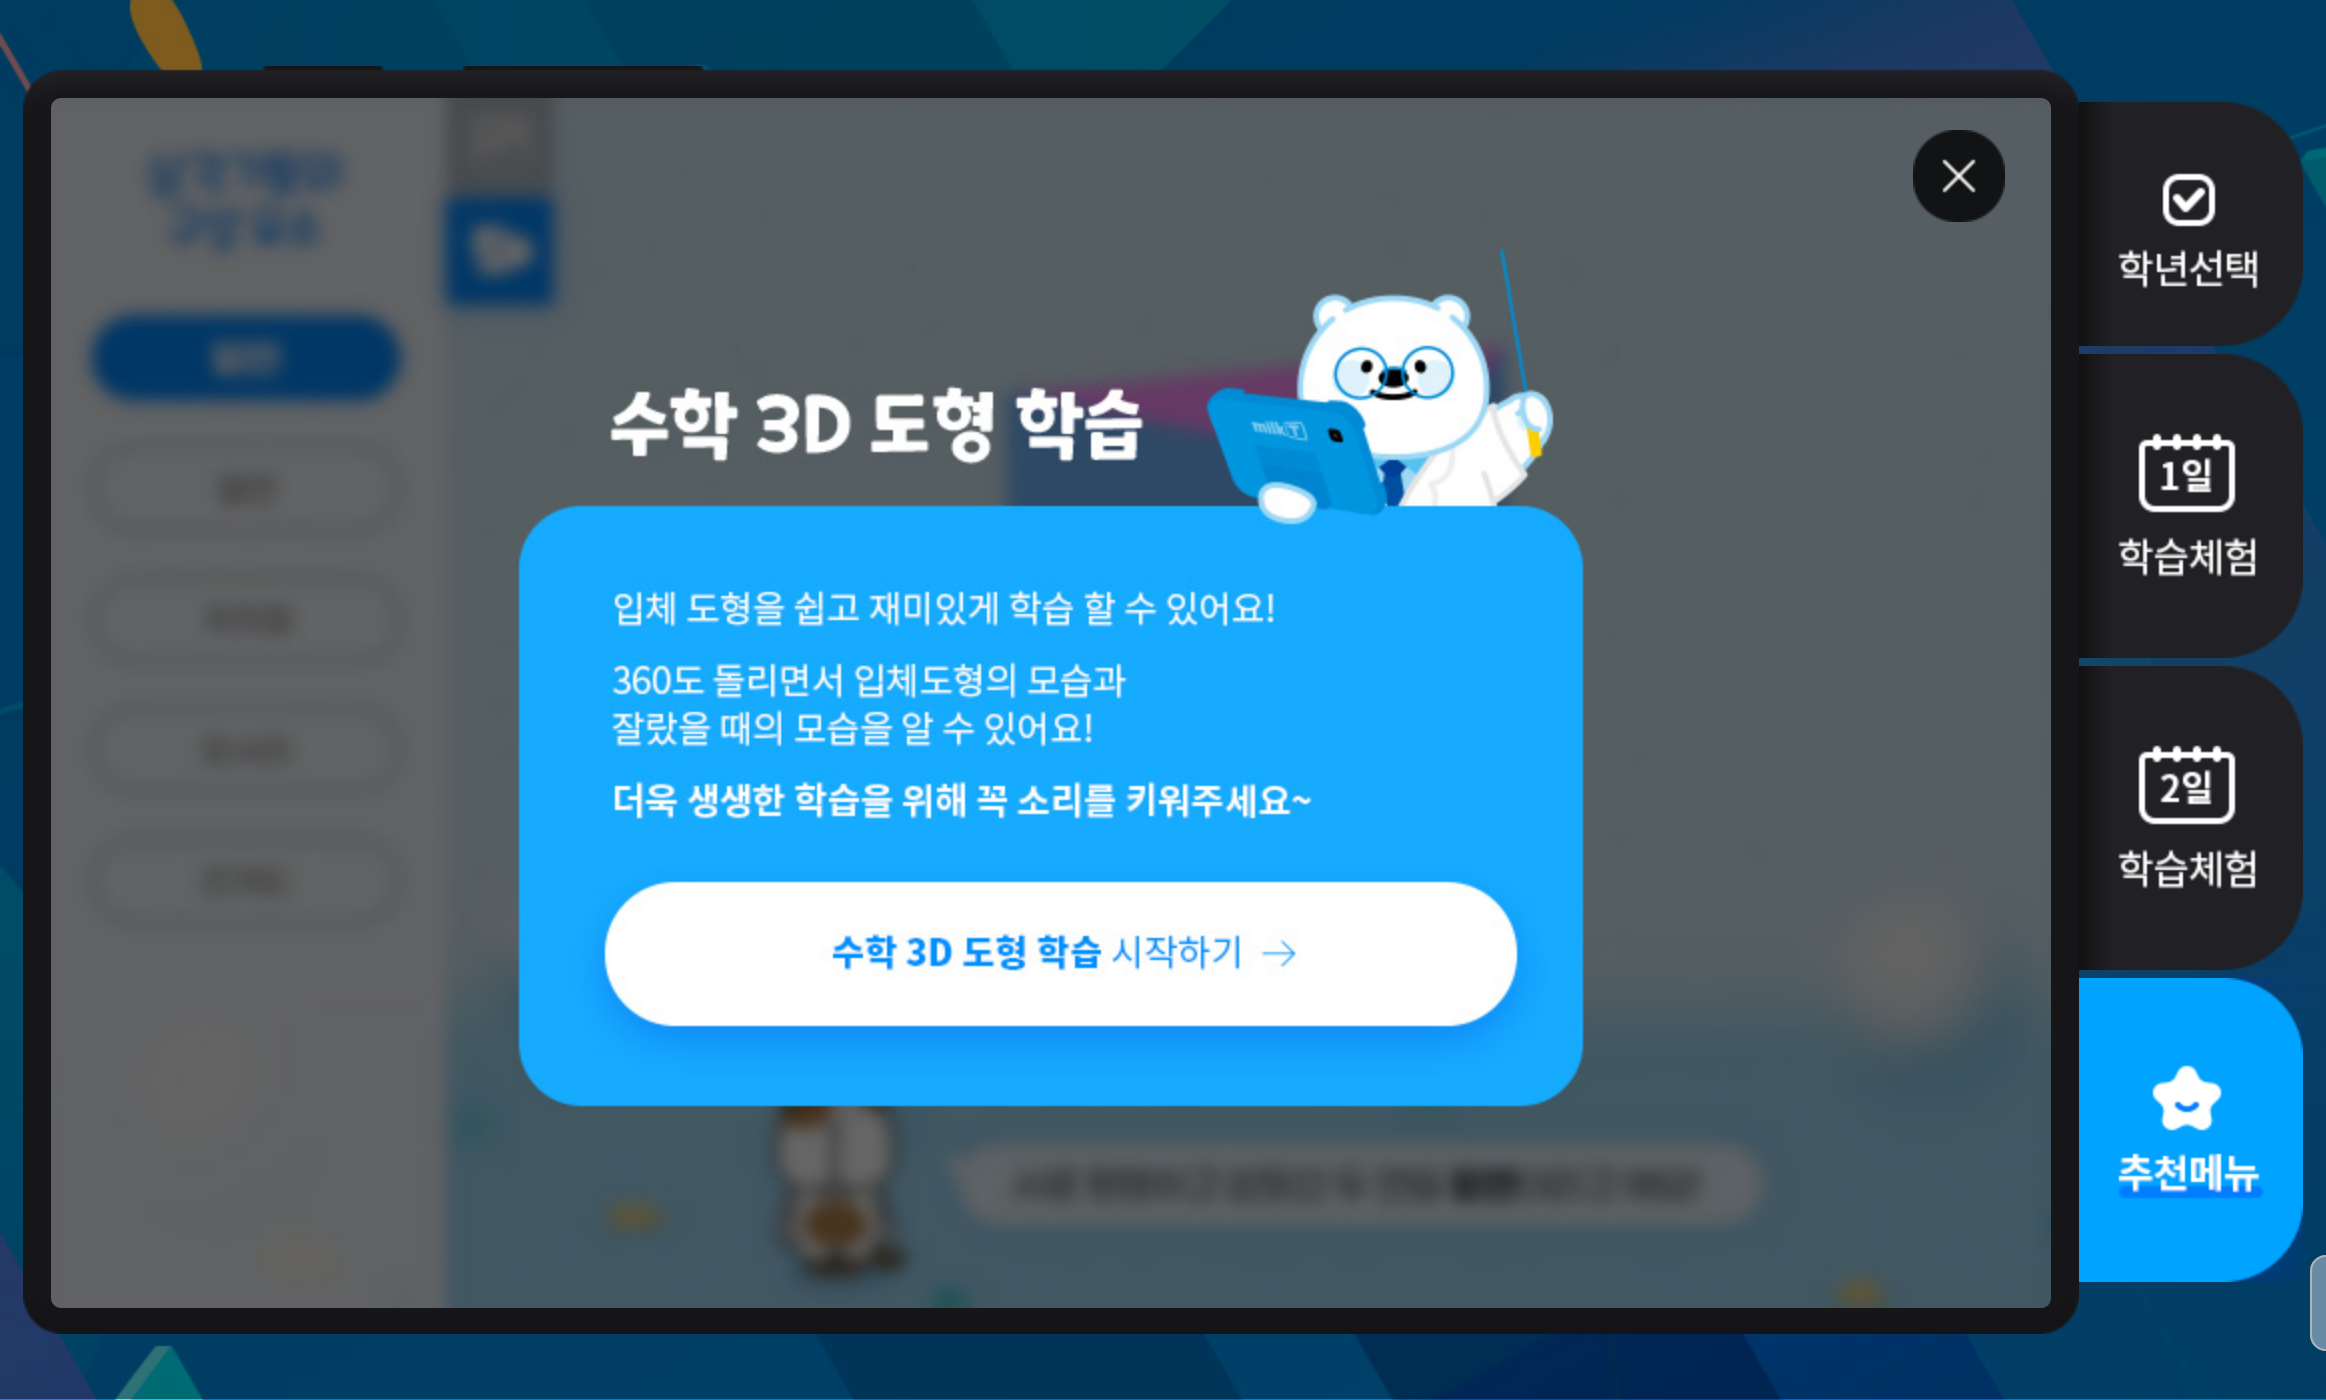 수학 3D 도형 학습
milk T
입체 도형을 쉽고 재미있게 학습 할 수 있어요!
360도 돌리면서 입체도형의 모습과
잘랐을 때의 모습을 알 수 있어요!
더욱 생생한 학습을 위해 꼭 소리를 키워주세요~
수학 3D 도형 학습 시작하기 →
학년선택
1일
학습체험
2일
학습체험
추천메뉴